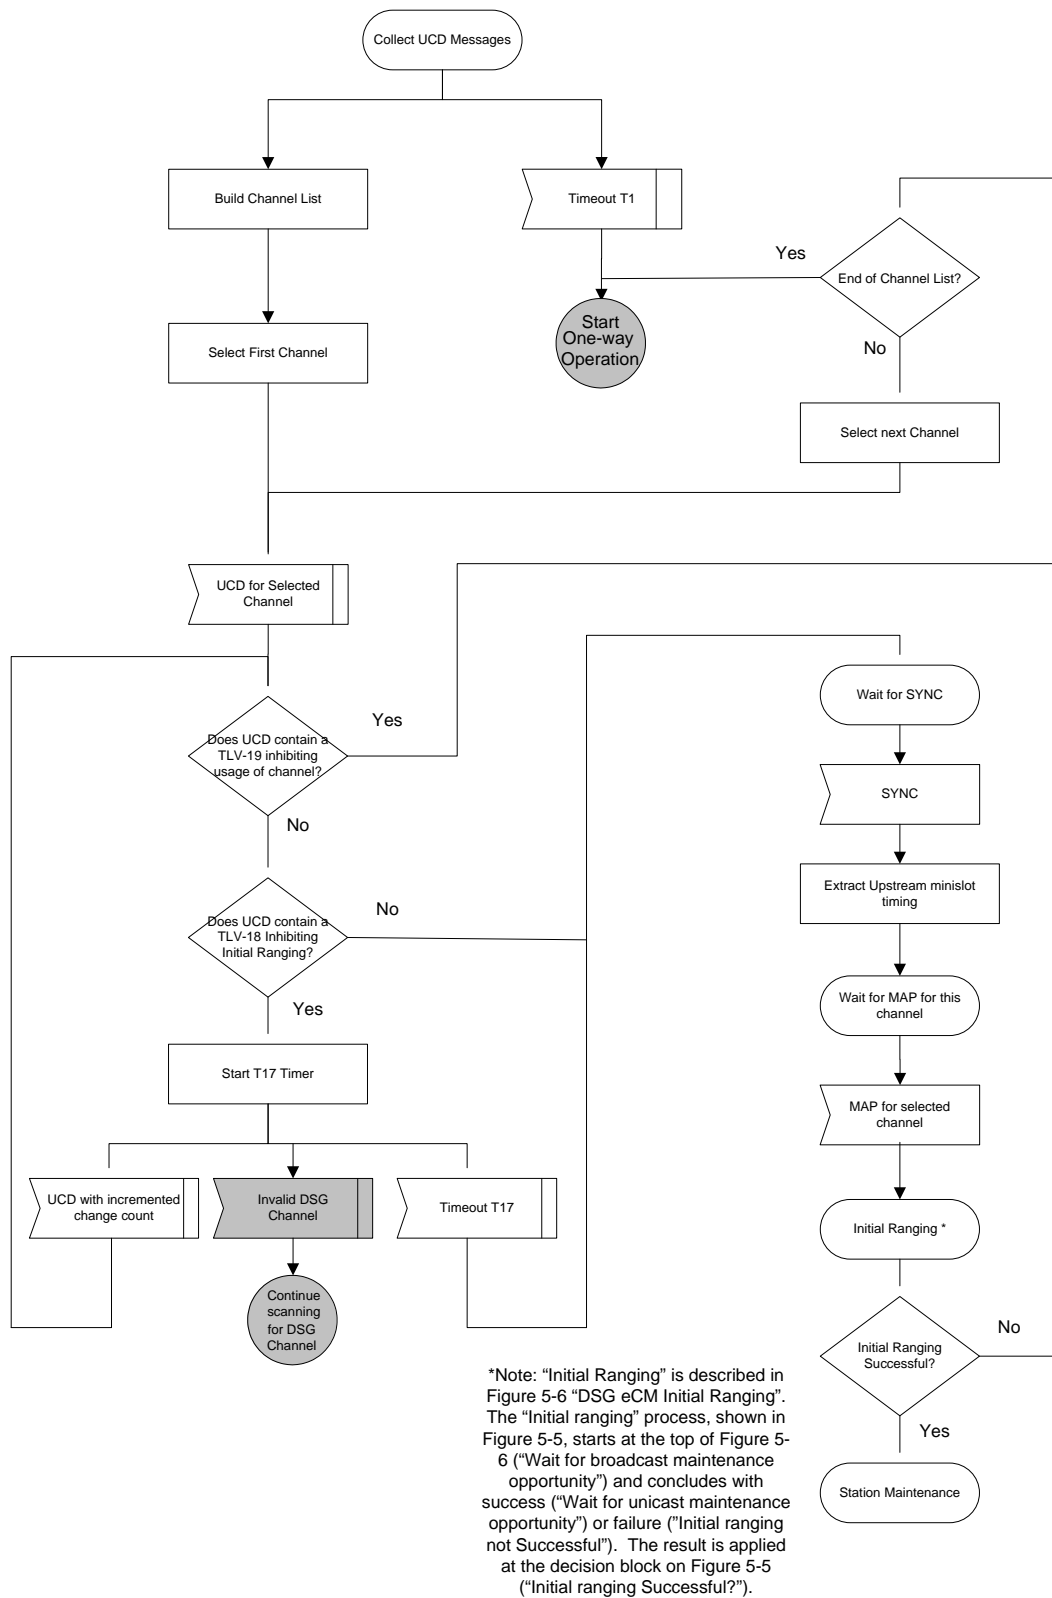 Collect UCD Messages
Build Channel List
Timeout T1
Yes
End of Channel List?
Start
One-way
Operation
Select First Channel
No
Select next Channel
UCD for Selected
Channel
Does UCD contain a
TLV-19 inhibiting
usage of channel?
Yes
No
Does UCD contain a
TLV-18 Inhibiting
Initial Ranging?
No
Yes
Start T17 Timer
UCD with incremented
change count
Invalid DSG
Channel
Timeout T17
Continue
scanning
for DSG
Channel
Wait for SYNC
SYNC
Extract Upstream minislot
timing
Wait for MAP for this
channel
MAP for selected
channel
Initial Ranging *
Initial Ranging
Successful?
No
Yes
Station Maintenance
*Note: “Initial Ranging” is described in
Figure 5-6 “DSG eCM Initial Ranging”.
The “Initial ranging” process, shown in
Figure 5-5, starts at the top of Figure 5-
6 (“Wait for broadcast maintenance
opportunity”) and concludes with
success (“Wait for unicast maintenance
opportunity”) or failure (”Initial ranging
not Successful”).  The result is applied
at the decision block on Figure 5-5
(“Initial ranging Successful?”).